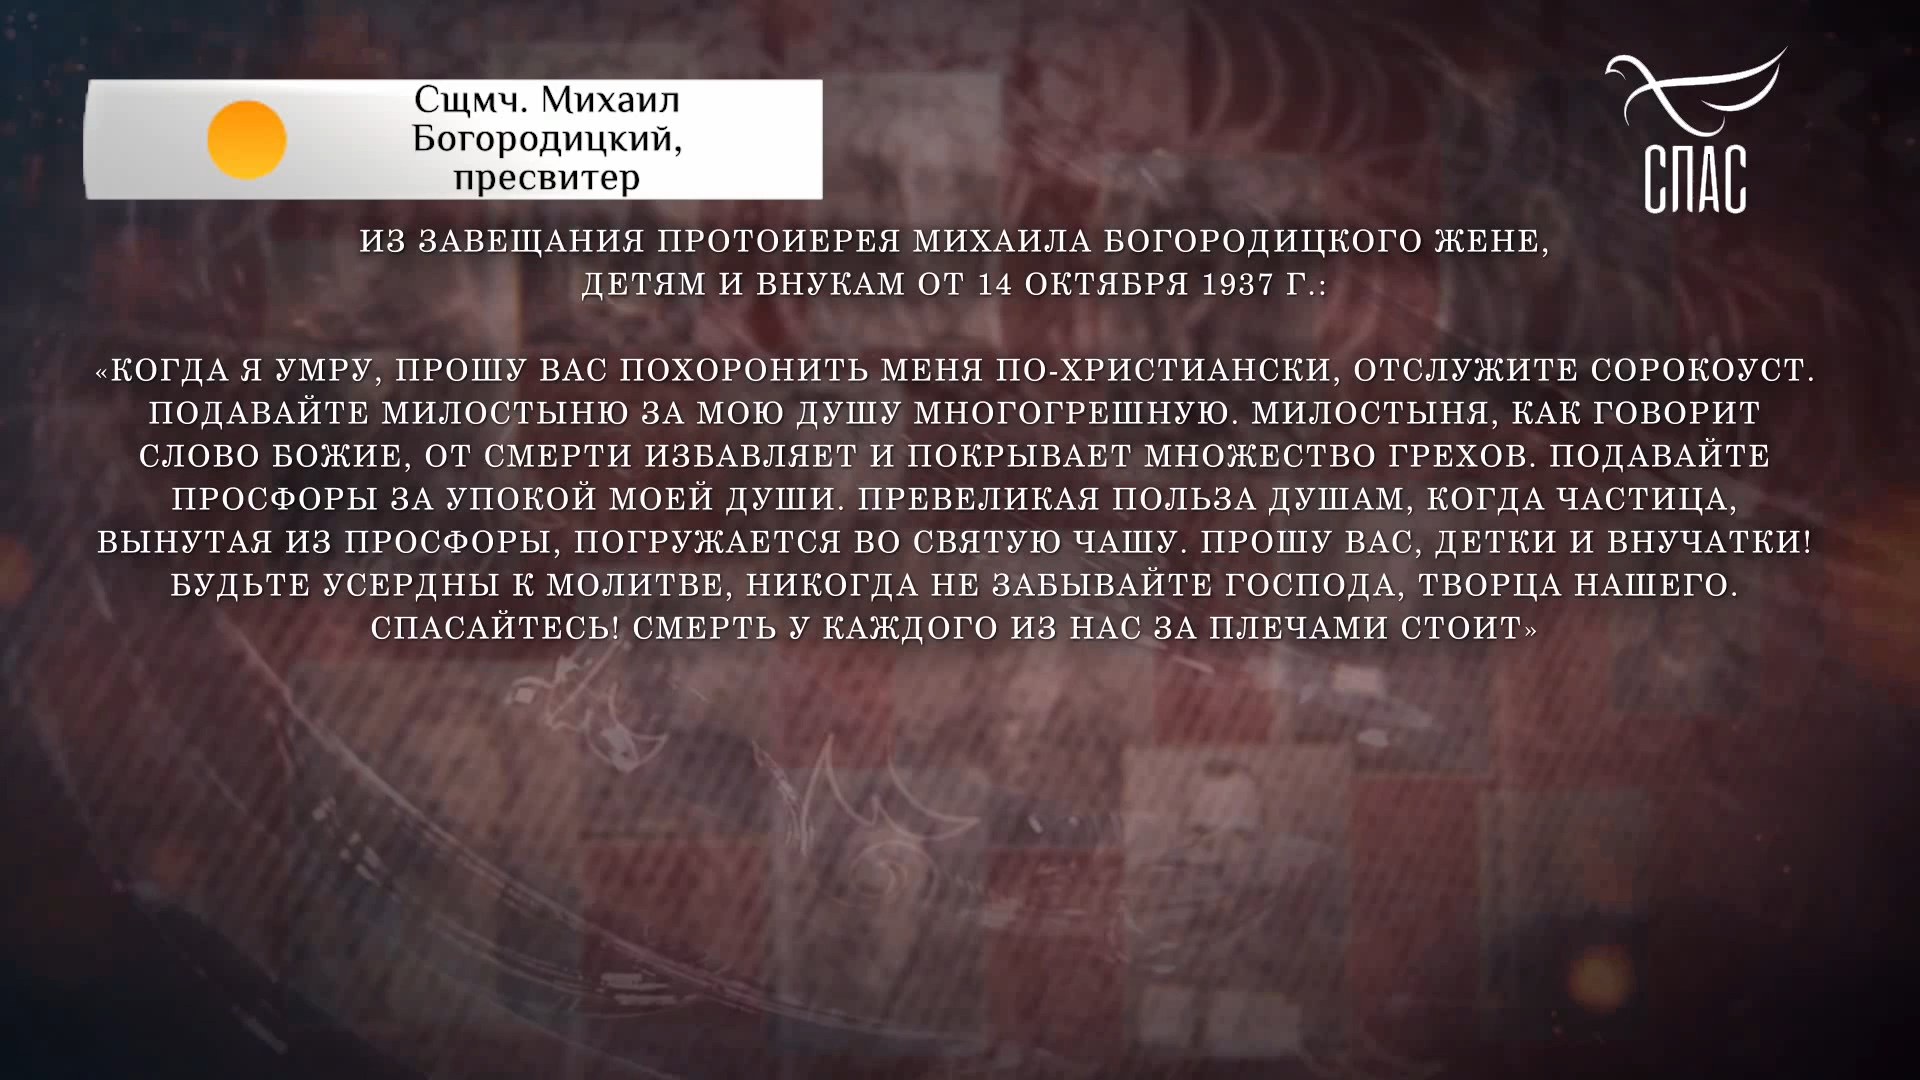 Сщмч. Михаил
Богородицкий,
пресвитер
СПАС
ИЗ ЗАВЕЩАНИЯ ПРОТОИЕРЕЯ МИХАИЛА БОГОРОДИЦКОГО ЖЕНЕ,
ДЕТЯМ И ВНУКАМ ОТ 14 ОКТЯБРЯ 1937 Г.:
«КОГДА Я УМРУ, ПРОШУ ВАС ПОХОРОНИТЬ МЕНЯ ПО-ХРИСТИАНСКИ, ОТСЛУЖИТЕ СОРОКОУСТ.
ПОДАВАЙТЕ МИЛОСТЫНЮ ЗА МОЮ ДУШУ МНОГОГРЕШНУЮ. МИЛОСТЫНЯ, КАК ГОВОРИТ
СЛОВО БОЖИЕ, ОТ СМЕРТИ ИЗБАВЛЯЕТ И ПОКРЫВАЕТ МНОЖЕСТВО ГРЕХОВ. ПОДАВАЙТЕ
ПРОСФОРЫ ЗА УПОКОЙ МОЕЙ ДУШИ. ПРЕВЕЛИКАЯ ПОЛЬЗА ДУШАМ, КОГДА ЧАСТИЦА,
ВЫНУТАЯ ИЗ ПРОСФОРЫ, ПОГРУЖАЕТСЯ ВО СВЯТУЮ ЧАШУ. ПРОШУ ВАС, ДЕТКИ И ВНУЧАТКИ!
БУДЬТЕ УСЕРДНЫ К МОЛИТВЕ, НИКОГДА НЕ ЗАБЫВАЙТЕ ГОСПОДА, ТВОРЦА НАШЕГО.
СПАСАЙТЕСЬ! СМЕРТЬ У КАЖДОГО ИЗ НАС ЗА ПЛЕЧАМИ СТОИТ»